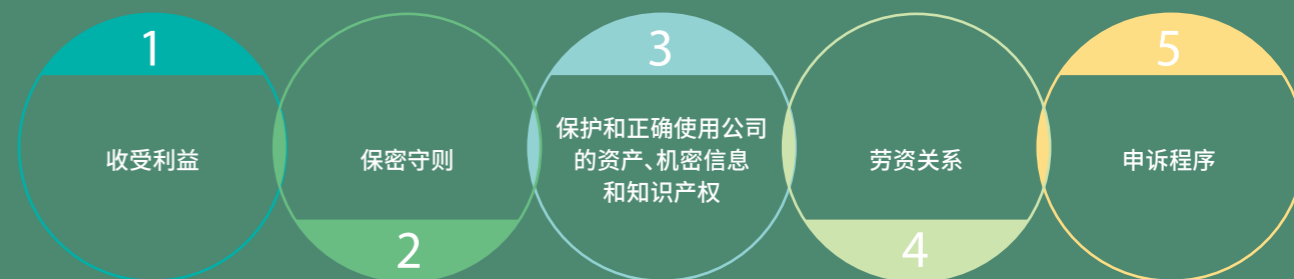 1
收受利益
保密守则
2
3
保护和正确使用公司
的资产、机密信息
和知识产权
劳资关系
4
5
申诉程序